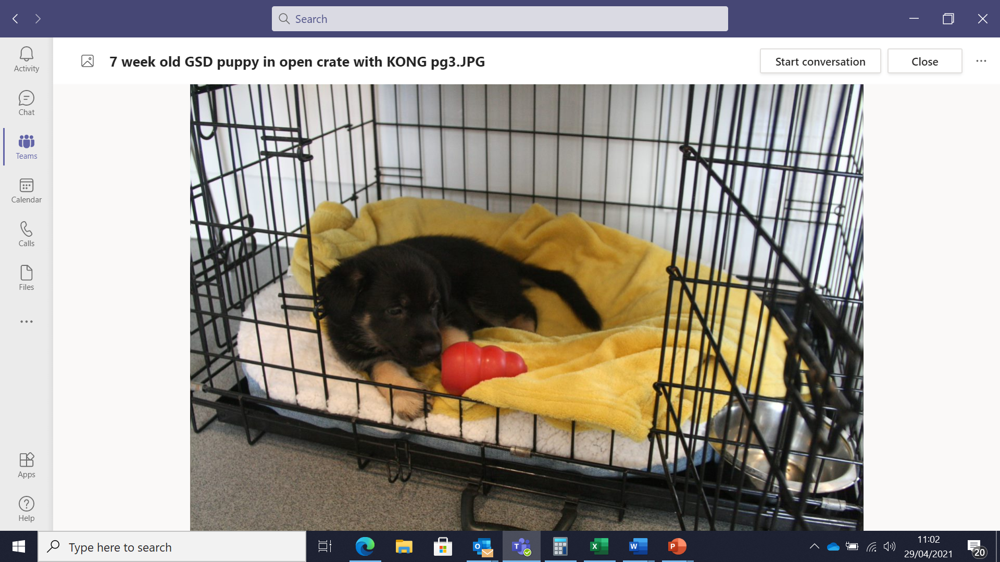 Search
Activity
Chat
Teams
Calendar
Calls
Files
Apps
Help
7 week old GSD puppy in open crate with KONG pg3.JPG
Start conversation
Close
Type here to search
11:02
29/04/2021
20